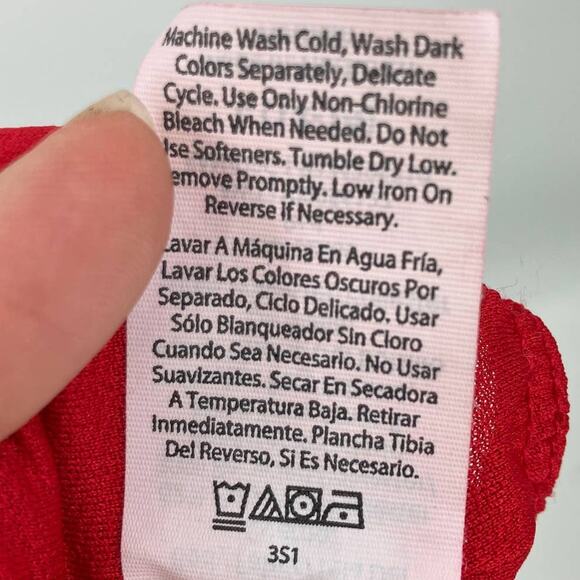 Machine Wash Cold, Wash Dark
Colors Separately, Delicate
Cycle. Use Only Non-Chlorine
Bleach When Needed. Do Not
Use Softeners. Tumble Dry Low.
Remove Promptly. Low Iron On
Reverse If Necessary.
Lavar A Máquina En Agua Fría,
Lavar Los Colores Oscuros Por
Separado, Ciclo Delicado. Usar
Sólo Blanqueador Sin Cloro
Cuando Sea Necesario. No Usar
Suavizantes. Secar En Secadora
A Temperatura Baja. Retirar
Inmediatamente. Plancha Tibia
Del Reverso, Si Es Necesario.
3S1